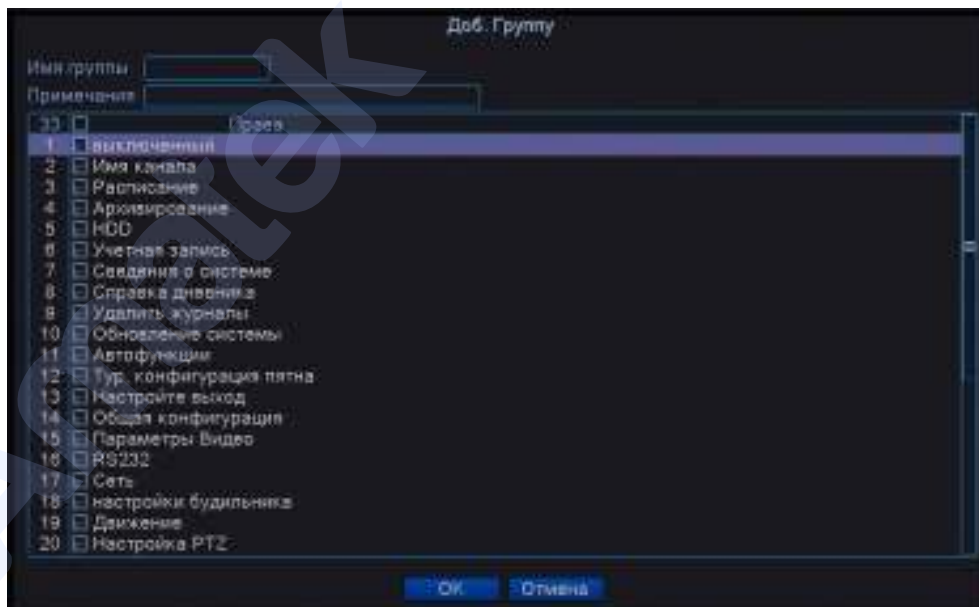 Доб. Группу
Имя группы
Примечания
33 Права
1 выключенный
2 Имя канала
3 Расписание
4 Архивирование
5 HDD
6 Учетная запись
7 Сведения о системе
8 Справка дневника
9 Удалить журналы
10 Обновление системы
11 Автофункции
12 Тур. конфигурация пятна
13 Настройте выход
14 Общая конфигурация
15 Параметры Видео
16 RS232
17 Сеть
18 настройки будильника
19 Движение
20 Настройка PTZ
OK Отмена